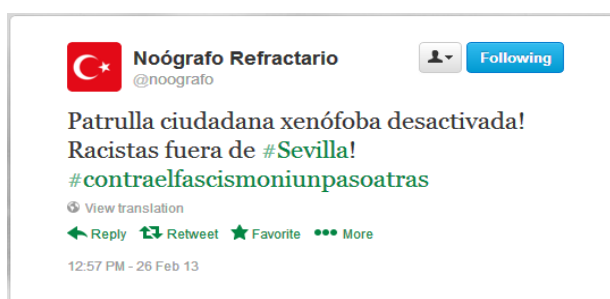 Noógrafo Refractario
@noografo
Following
Patrulla ciudadana xenófoba desactivada!
Racistas fuera de #Sevilla!
#contraelfascismoniunpasoatras
View translation
Reply Retweet Favorite More
12:57 PM - 26 Feb 13